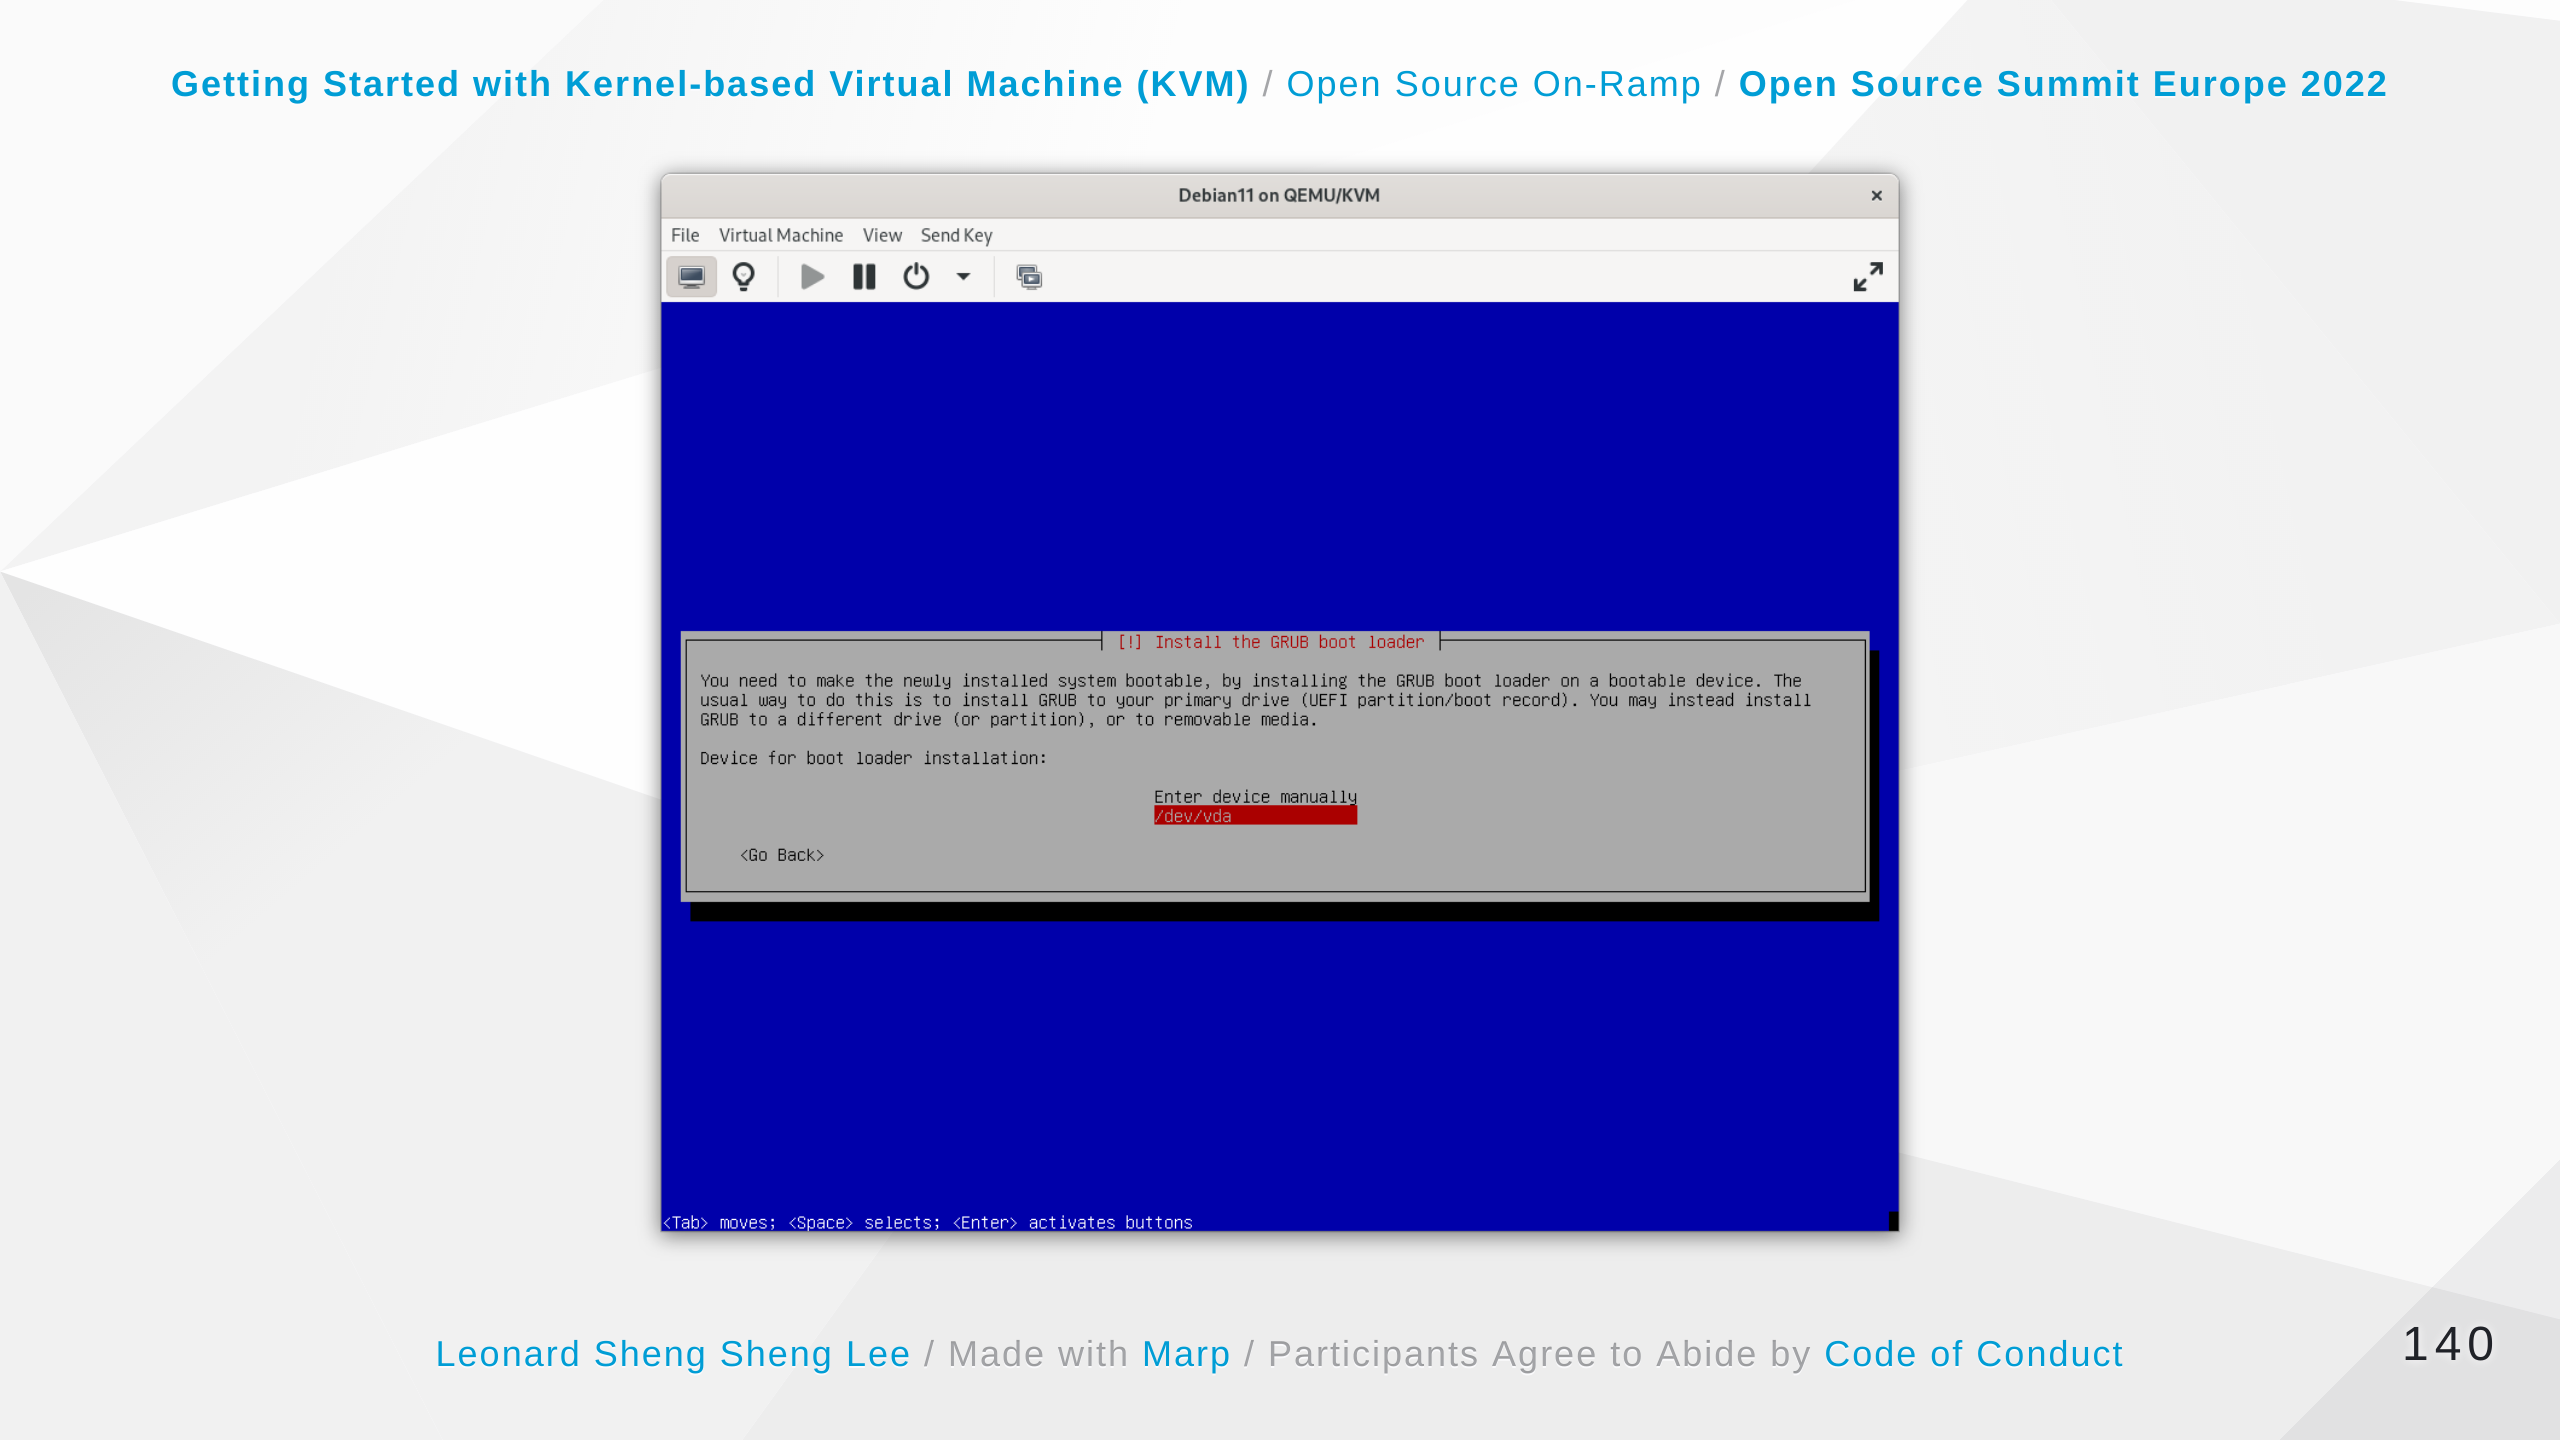 Getting Started with Kernel-based Virtual Machine (KVM) / Open Source On-Ramp / Open Source Summit Europe 2022
Debian11 on QEMU/KVM
File Virtual Machine View Send Key
[!] Install the GRUB boot loader
You need to make the newly installed system bootable, by installing the GRUB boot loader on a bootable device. The
usual way to do this is to install GRUB to your primary drive (UEFI partition/boot record). You may instead install
GRUB to a different drive (or partition), or to removable media.
Device for boot loader installation:
Enter device manually
/dev/vda
<Go Back>
<Tab> moves; <Space> selects; <Enter> activates buttons
Leonard Sheng Sheng Lee / Made with Marp / Participants Agree to Abide by Code of Conduct
140